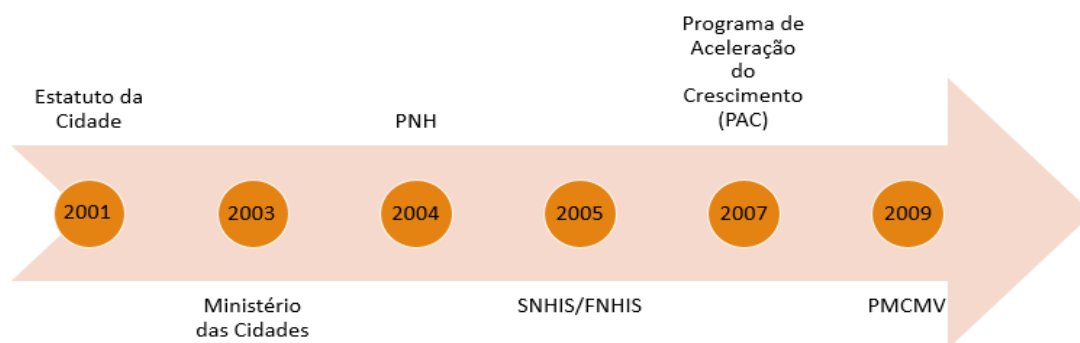 Estatuto da
Cidade
2001
2003
Ministério
das Cidades
PNH
2004
2005
SNHIS/FNHIS
Programa de
Aceleração
do
Crescimento
(PAC)
2007
2009
PMCMV